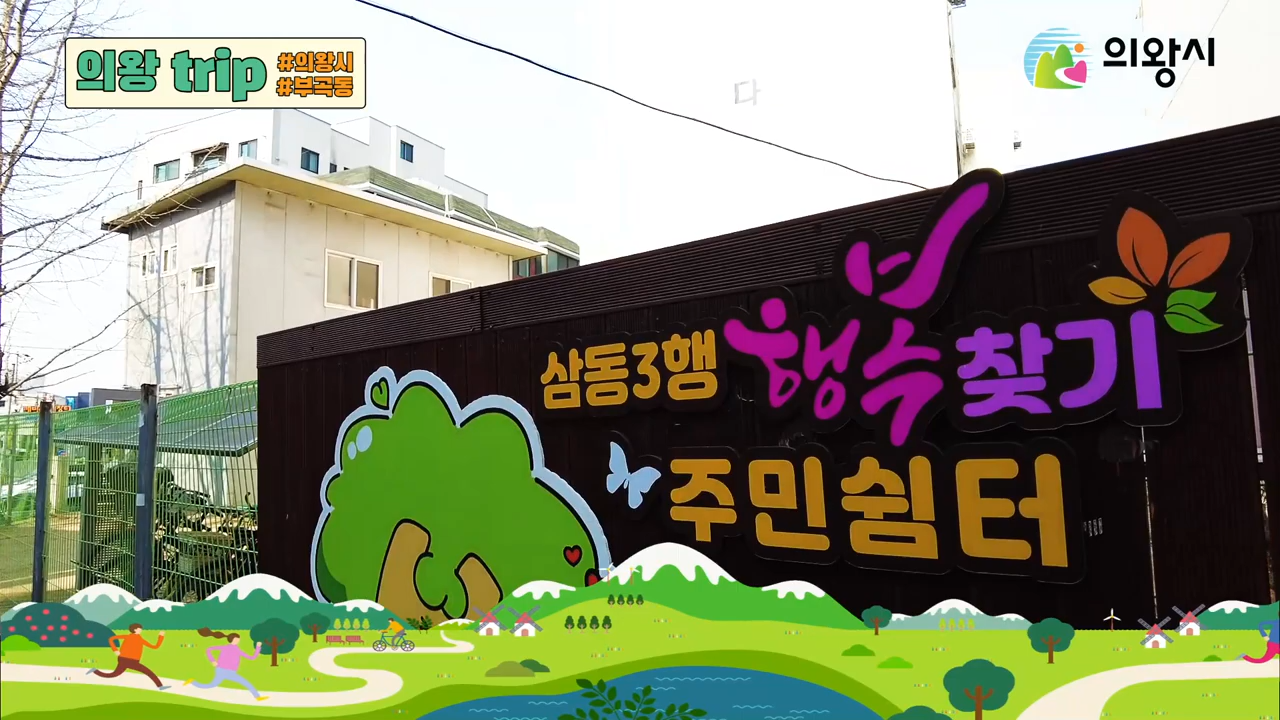 의왕 trip
#의왕시
#부곡동
의왕시
다
삼동3행 행복찾기
주민쉼터